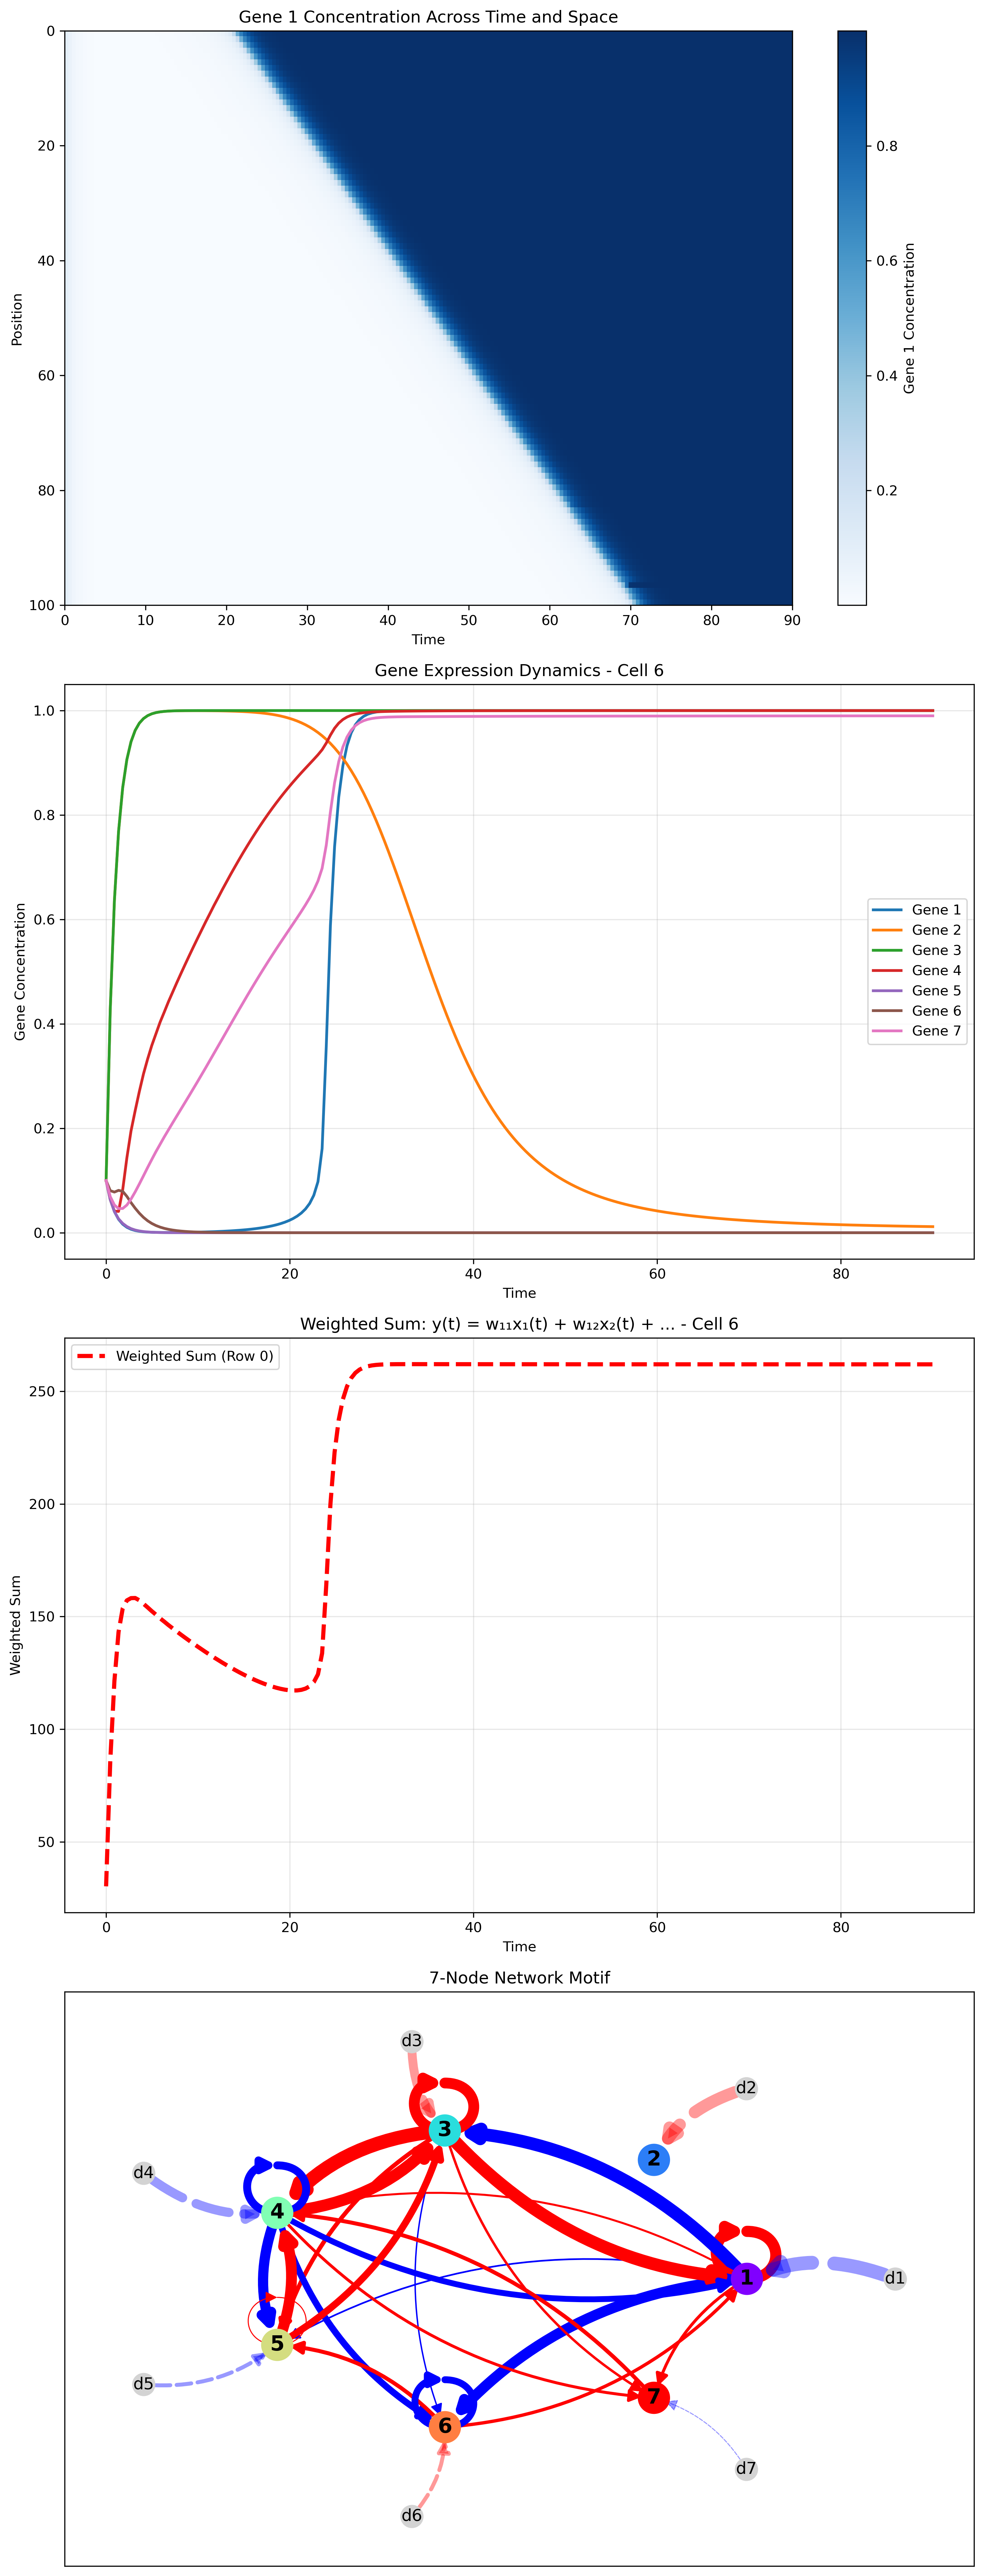 Gene 1 Concentration Across Time and Space
0
20
40
60
80
100
Position
0 10 20 30 40 50 60 70 80 90
Time
0.8
0.6
0.4
0.2
Gene 1 Concentration
Gene Expression Dynamics - Cell 6
1.0
0.8
0.6
0.4
0.2
0.0
Gene Concentration
Gene 1
Gene 2
Gene 3
Gene 4
Gene 5
Gene 6
Gene 7
0 20 40 60 80
Time
Weighted Sum: y(t) = w₁₁x₁(t) + w₁₂x₂(t) + ... - Cell 6
Weighted Sum (Row 0)
250
200
150
100
50
Weighted Sum
0 20 40 60 80
Time
7-Node Network Motif
d3
d2
3
2
d4
4
1
d1
5
d5
7
6
d7
d6